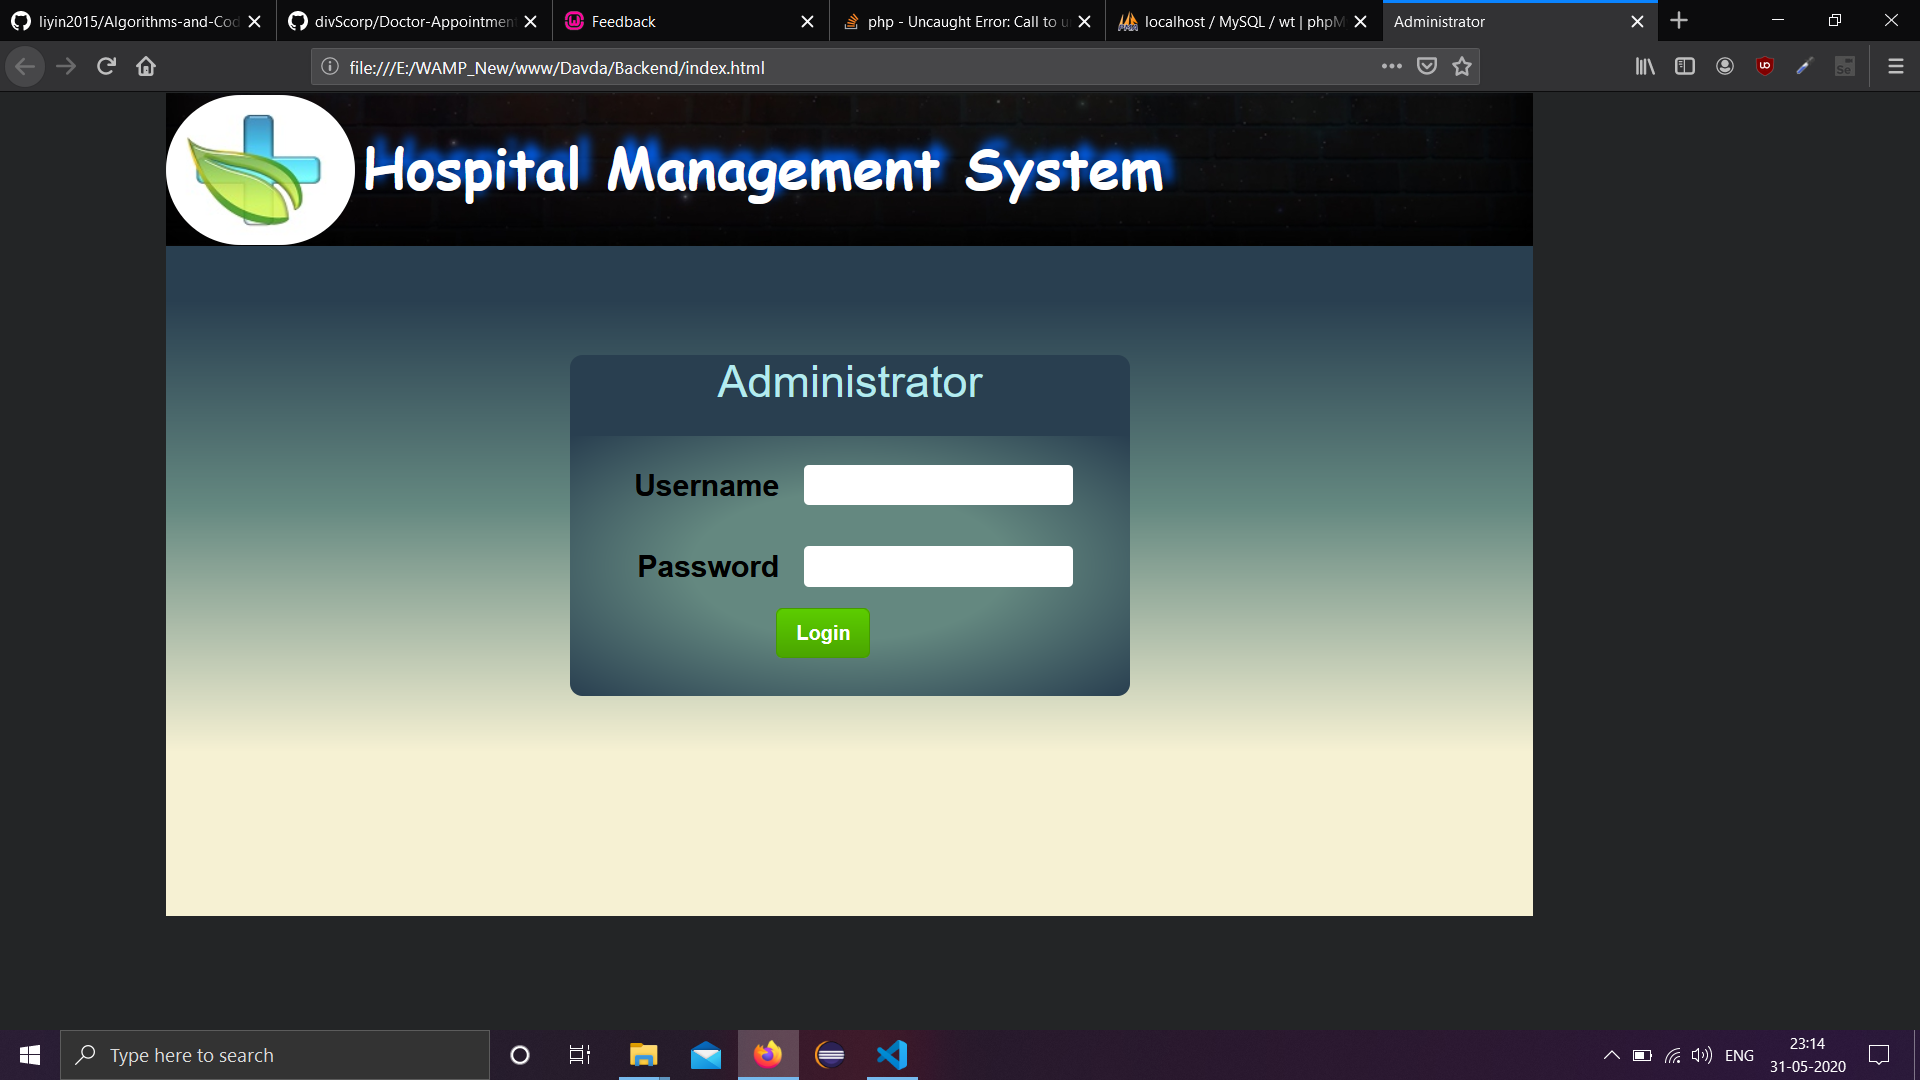 liyin2015/Algorithms-and-Cod
divScorp/Doctor-Appointmen
Feedback
php - Uncaught Error: Call to u
localhost / MySQL / wt | phpM
Administrator
file:///E:/WAMP_New/www/Davda/Backend/index.html
Hospital Management System
Administrator
Username
Password
Login
Type here to search
ENG
23:14
31-05-2020